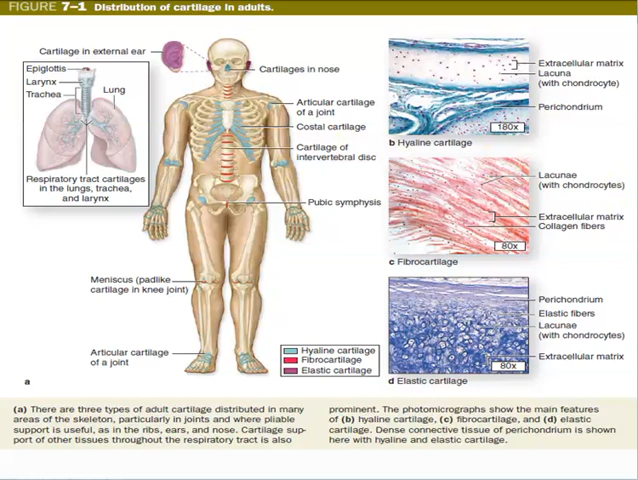 FIGURE 7–1 Distribution of cartilage in adults.
Cartilage in external ear
Epiglottis
Larynx
Trachea
Lung
Respiratory tract cartilages
in the lungs, trachea,
and larynx
Cartilages in nose
Articular cartilage
of a joint
Costal cartilage
Cartilage of
intervertebral disc
Pubic symphysis
Meniscus (padlike
cartilage in knee joint)
Articular cartilage
of a joint
Hyaline cartilage
Fibrocartilage
Elastic cartilage
a
Extracellular matrix
Lacuna
(with chondrocyte)
Perichondrium
180x
b Hyaline cartilage
Lacunae
(with chondrocytes)
Extracellular matrix
Collagen fibers
80x
c Fibrocartilage
Perichondrium
Elastic fibers
Lacunae
(with chondrocytes)
Extracellular matrix
80x
d Elastic cartilage
(a) There are three types of adult cartilage distributed in many
areas of the skeleton, particularly in joints and where pliable
support is useful, as in the ribs, ears, and nose. Cartilage sup-
port of other tissues throughout the respiratory tract is also
prominent. The photomicrographs show the main features
of (b) hyaline cartilage, (c) fibrocartilage, and (d) elastic
cartilage. Dense connective tissue of perichondrium is shown
here with hyaline and elastic cartilage.